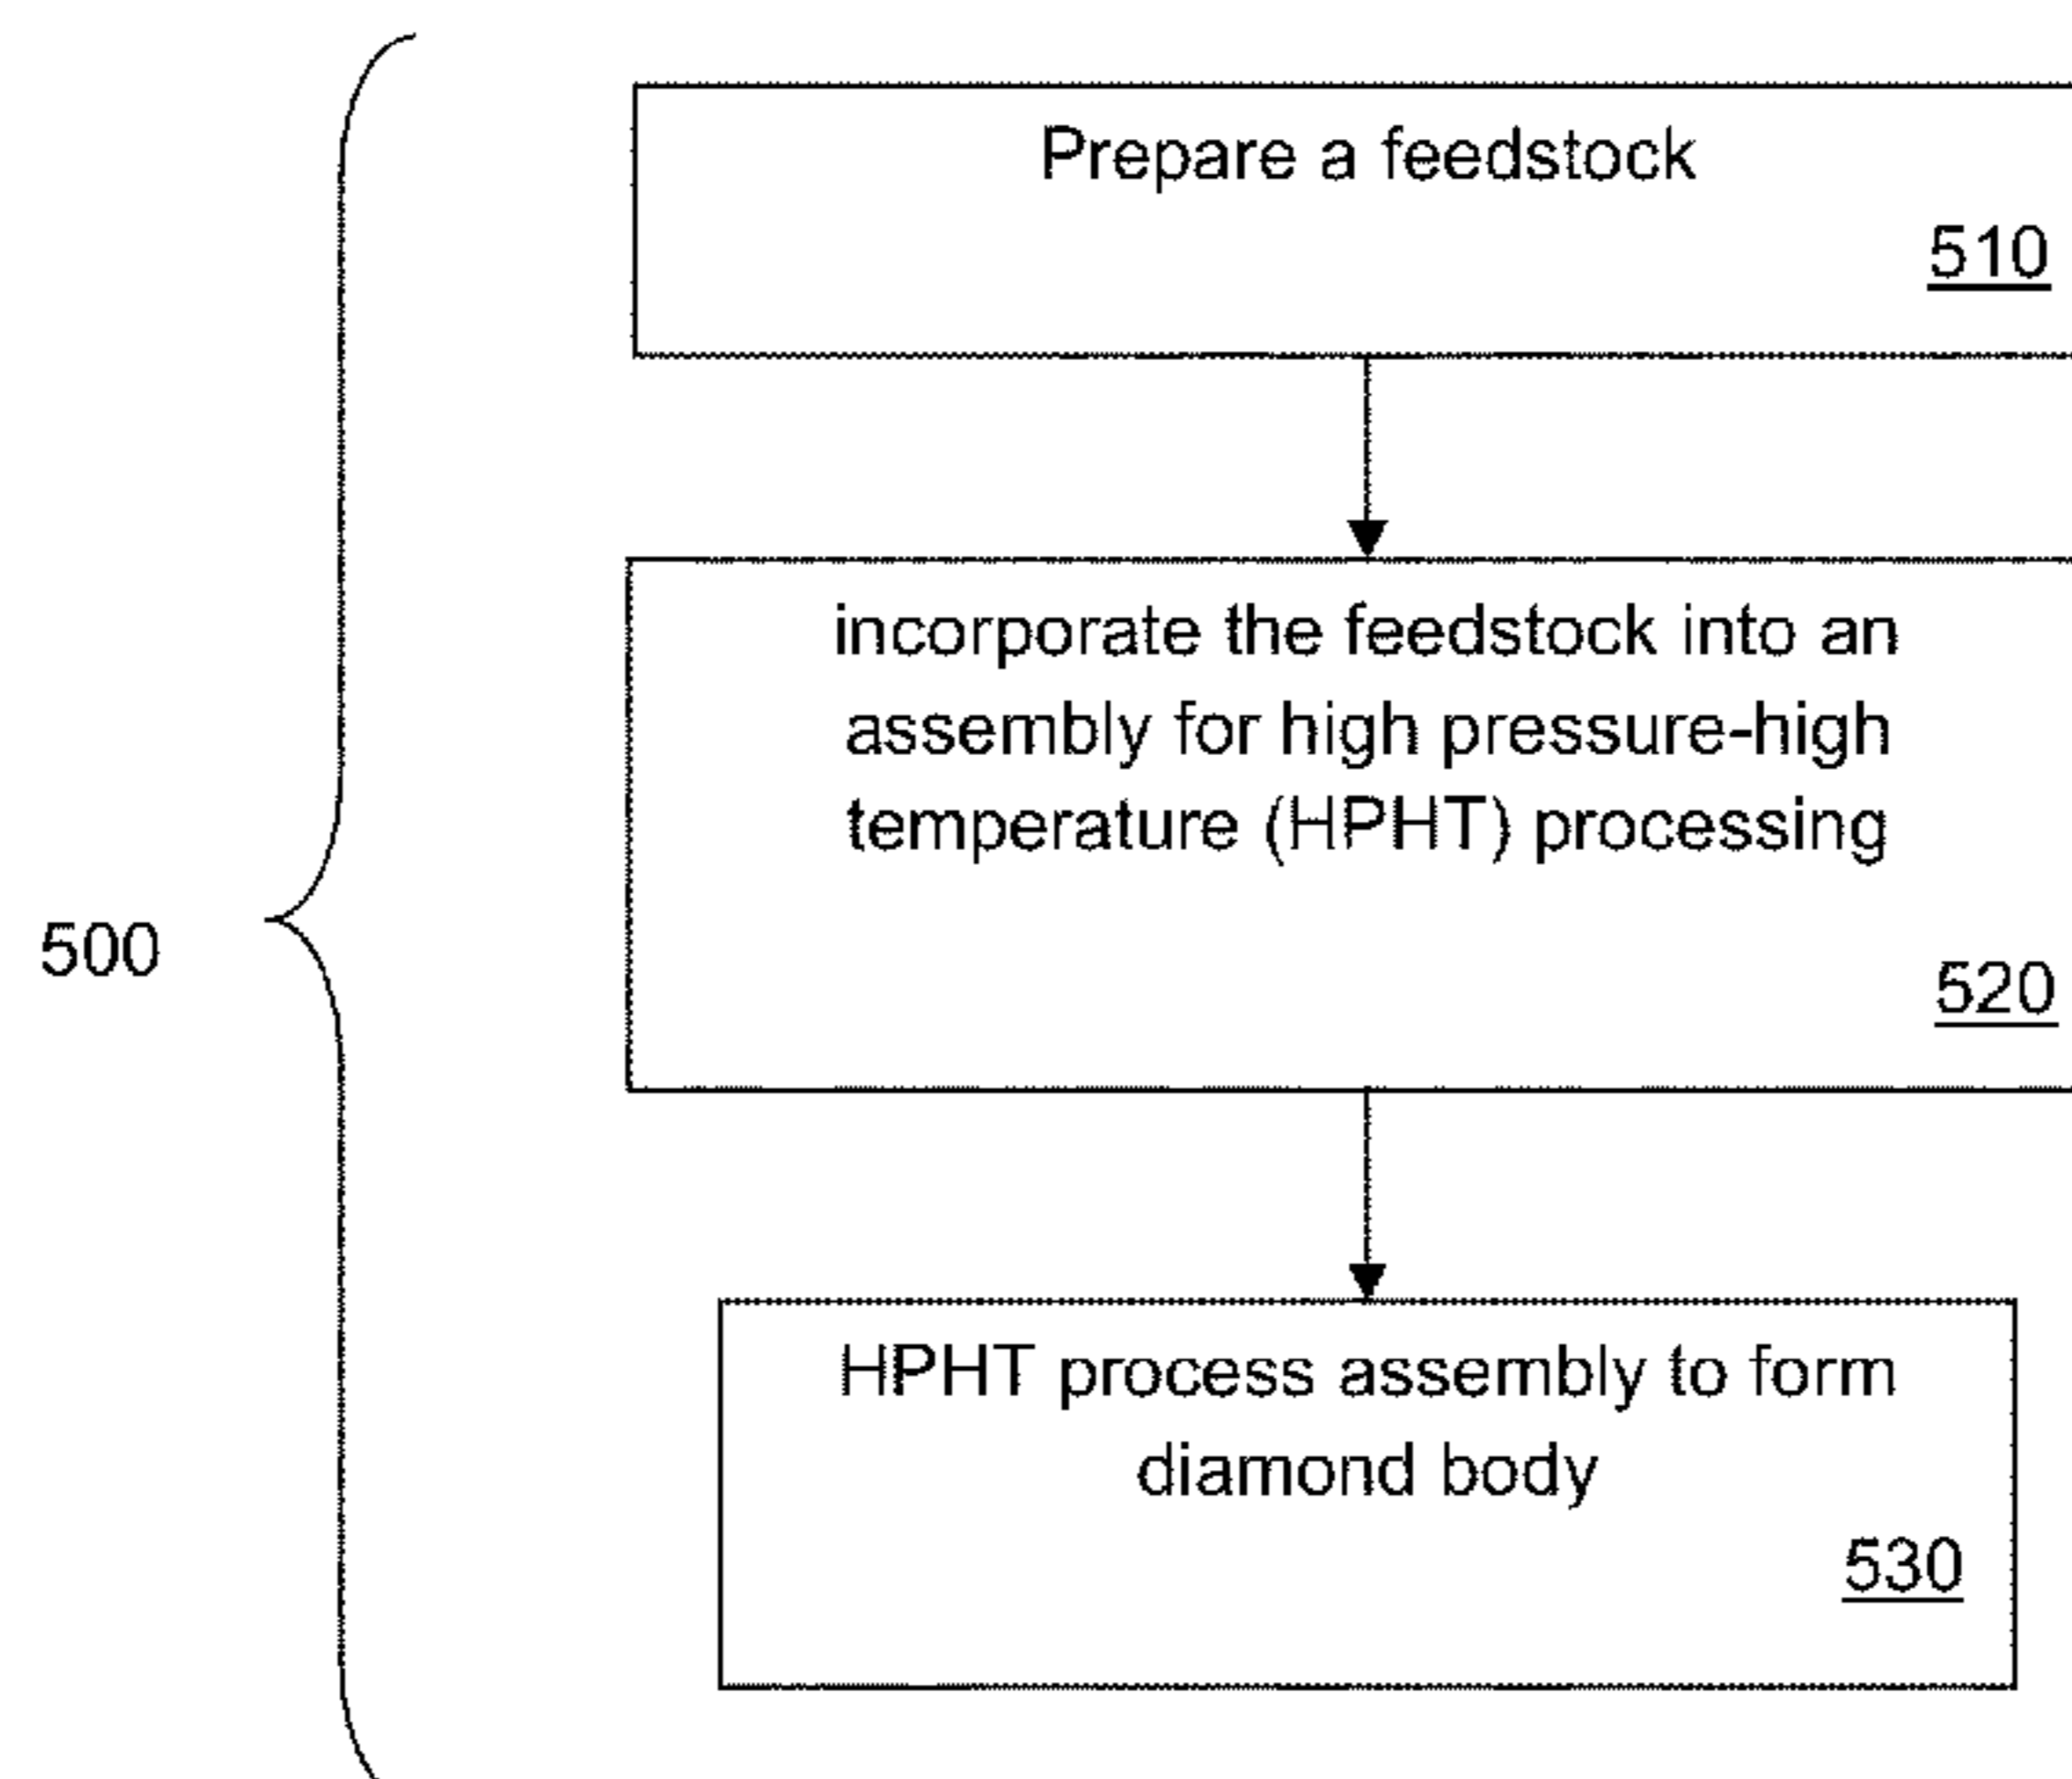 Prepare a feedstock
510
incorporate the feedstock into an
assembly for high pressure-high
temperature (HPHT) processing
500
520
HPHT process assembly to form
diamond body
530